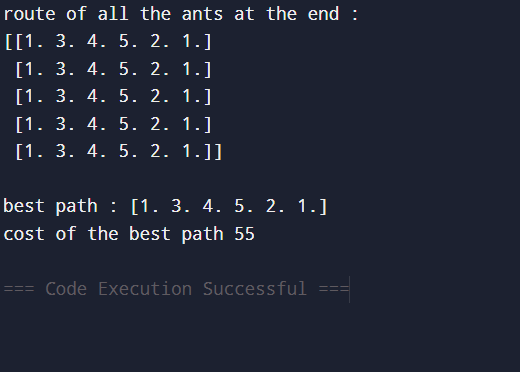 route of all the ants at the end :
[[1. 3. 4. 5. 2. 1.]
[1. 3. 4. 5. 2. 1.]
[1. 3. 4. 5. 2. 1.]
[1. 3. 4. 5. 2. 1.]
[1. 3. 4. 5. 2. 1.]]
best path : [1. 3. 4. 5. 2. 1.]
cost of the best path 55
=== Code Execution Successful ===